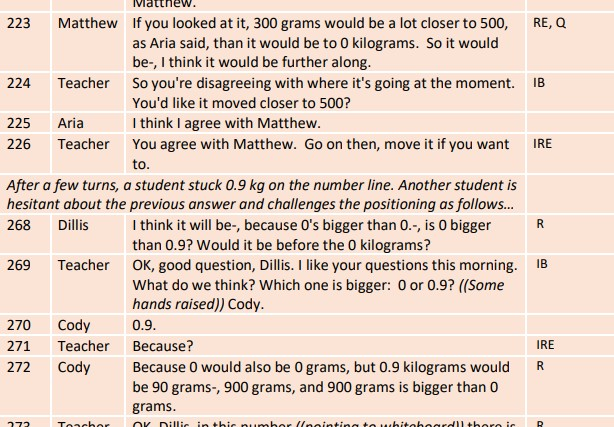 Matthew.
223 Matthew If you looked at it, 300 grams would be a lot closer to 500, RE, Q
as Aria said, than it would be to 0 kilograms.  So it would
be-, I think it would be further along.
224 Teacher So you're disagreeing with where it's going at the moment. IB
You'd like it moved closer to 500?
225 Aria I think I agree with Matthew.
226 Teacher You agree with Matthew.  Go on then, move it if you want IRE
to.
After a few turns, a student stuck 0.9 kg on the number line. Another student is
hesitant about the previous answer and challenges the positioning as follows…
268 Dillis I think it will be-, because 0's bigger than 0.-, is 0 bigger R
than 0.9? Would it be before the 0 kilograms?
269 Teacher OK, good question, Dillis. I like your questions this morning. IB
What do we think? Which one is bigger:  0 or 0.9? ((Some
hands raised)) Cody.
270 Cody 0.9.
271 Teacher Because? IRE
272 Cody Because 0 would also be 0 grams, but 0.9 kilograms would R
be 90 grams-, 900 grams, and 900 grams is bigger than 0
grams.
273 Teacher OK, Dillis, in this number ((pointing to whiteboard)) there is R